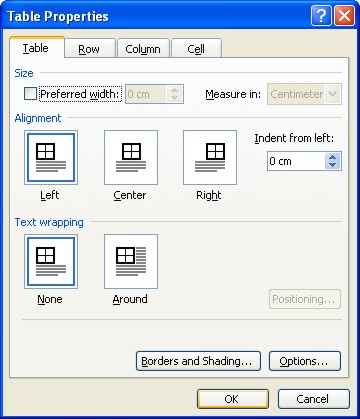 Table Properties
Table Row Column Cell
Size
Preferred width: 0 cm Measure in: Centimeter
Alignment
Indent from left:
0 cm
Left Center Right
Text wrapping
None Around
Positioning...
Borders and Shading... Options...
OK Cancel